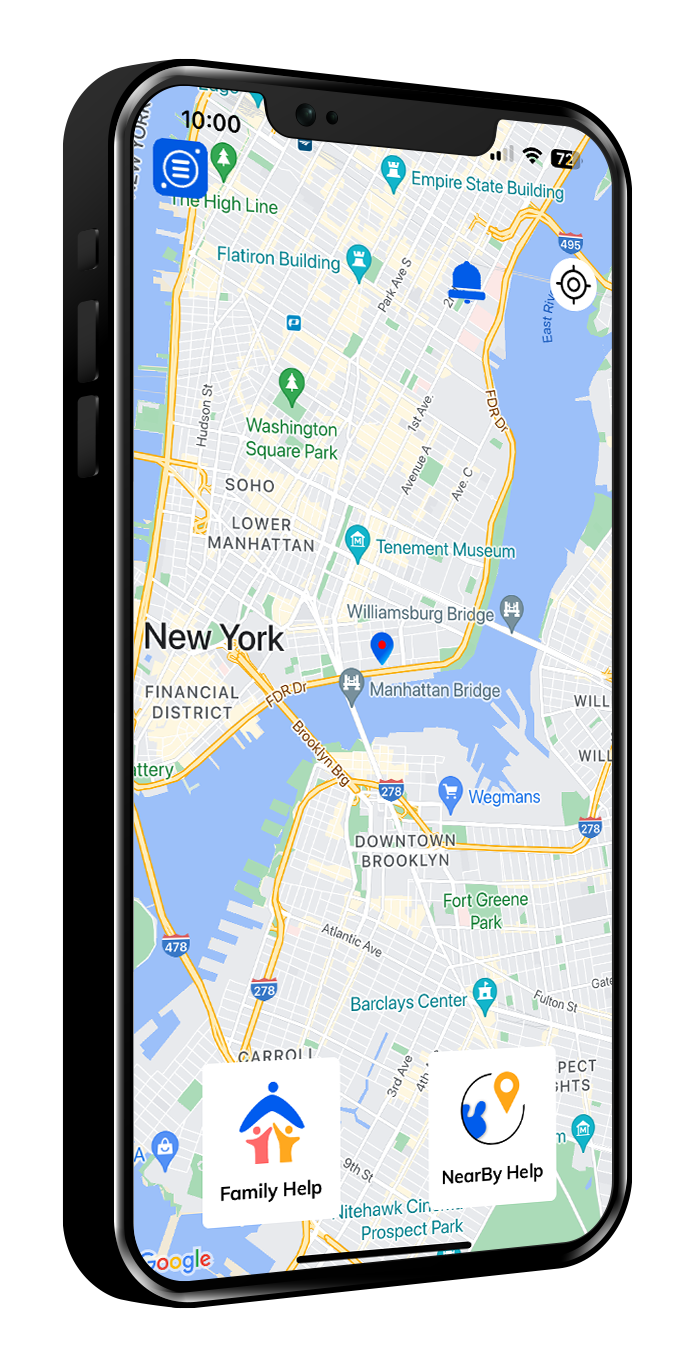 10:00
72
Empire State Building
The High Line
Flatiron Building
495
Park Ave S
East Riv
Hudson St
FDR Dr
Washington
Square Park
1st Ave.
Avenue A
Ave. C
SOHO
LOWER
MANHATTAN
Tenement Museum
Williamsburg Bridge
New York
FINANCIAL
DISTRICT
FDR Dr
Manhattan Bridge
WILL
Brooklyn Brg
WILL
ttery
278
Wegmans
278
DOWNTOWN
BROOKLYN
Fort Greene
Park
478
Atlantic Ave
278
Barclays Center
Fulton St
Gate
CARROLL
3rd Ave
4th
PECT
GHTS
m
A
9th St
Family Help
NearBy Help
Nitehawk Cinema
Prospect Park
Google